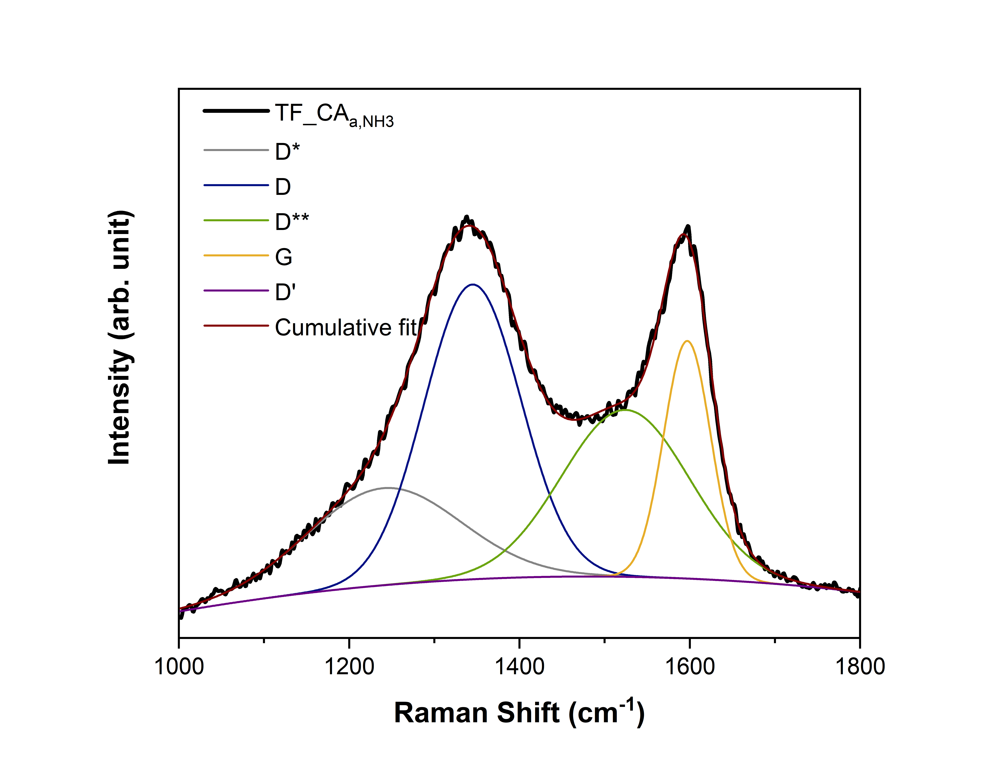 TF_CAa,NH3
D*
D
D**
G
D'
Cumulative fit
Intensity (arb. unit)
1000 1200 1400 1600 1800
Raman Shift (cm-1)